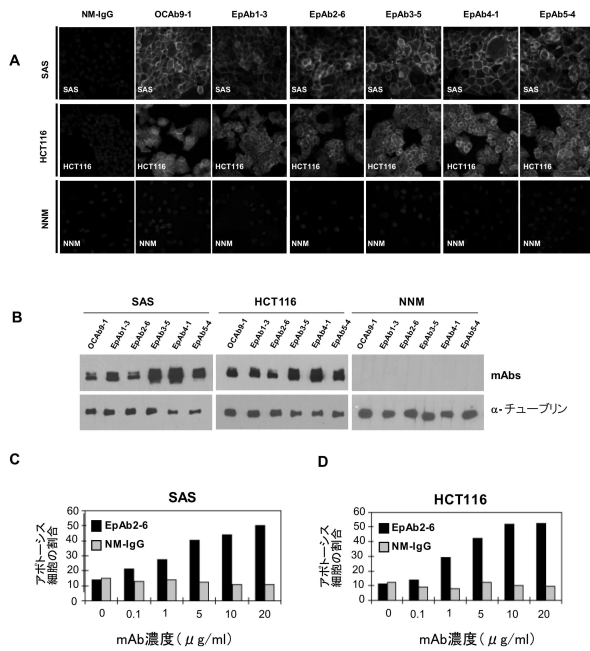 NM-IgG OCAb9-1 EpAb1-3 EpAb2-6 EpAb3-5 EpAb4-1 EpAb5-4
A
SAS
SAS SAS SAS SAS SAS SAS SAS
HCT116
HCT116 HCT116 HCT116 HCT116 HCT116 HCT116 HCT116
NNM
NNM NNM NNM NNM NNM NNM NNM
B
SAS HCT116 NNM
OCAb9-1 EpAb1-3 EpAb2-6 EpAb3-5 EpAb4-1 EpAb5-4 OCAb9-1 EpAb1-3 EpAb2-6 EpAb3-5 EpAb4-1 EpAb5-4 OCAb9-1 EpAb1-3 EpAb2-6 EpAb3-5 EpAb4-1 EpAb5-4
mAbs
α-チューブリン
C
SAS
アポトーシス
細胞の割合
60
50
40
30
20
10
0
EpAb2-6
NM-IgG
0 0.1 1 5 10 20
mAb濃度(μg/ml)
D
HCT116
アポトーシス
細胞の割合
60
50
40
30
20
10
0
EpAb2-6
NM-IgG
0 0.1 1 5 10 20
mAb濃度(μg/ml)